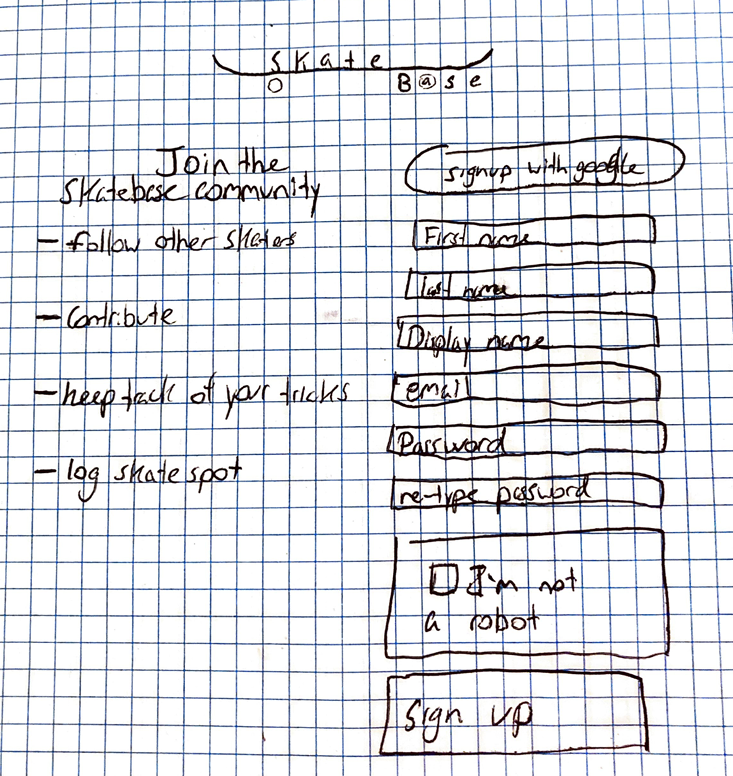 Skate
B@se
Join the
Skatebase community
- follow other skaters
- Contribute
- keep tack of your tricks
- log skate spot
signup with google
First name
last name
Display name
email
Password
re-type password
I'm not
a robot
Sign up